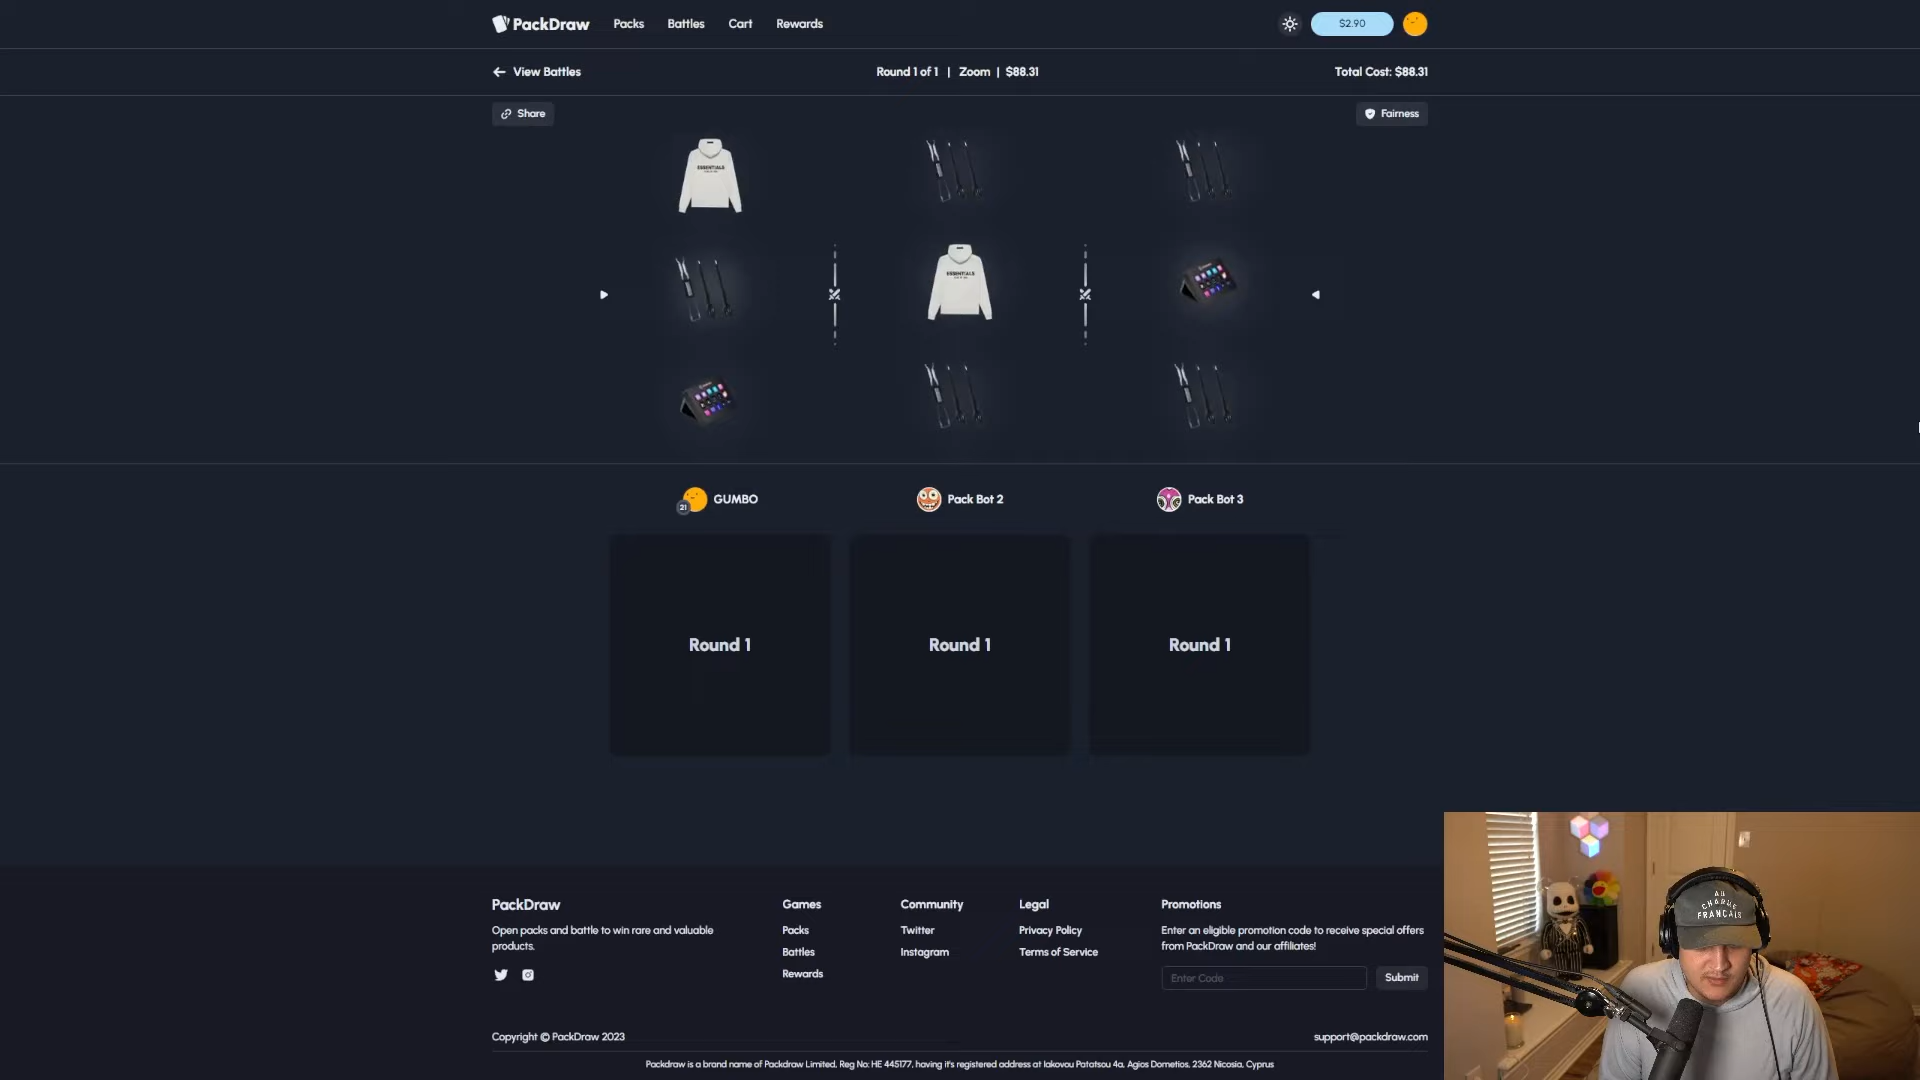 PackDraw
Packs
Battles
Cart
Rewards
$2.90
View Battles
Round 1 of 1 | Zoom | $88.31
Total Cost: $88.31
Share
Fairness
ESSENTIALS
ESSENTIALS
21
GUMBO
Pack Bot 2
Pack Bot 3
Round 1
Round 1
Round 1
PackDraw
Open packs and battle to win rare and valuable
products.
Games
Packs
Battles
Rewards
Community
Twitter
Instagram
Legal
Privacy Policy
Terms of Service
Promotions
Enter an eligible promotion code to receive special offers
from PackDraw and our affiliates!
Enter Code
Submit
Copyright © PackDraw 2023
support@packdraw.com
Packdraw is a brand name of Packdraw Limited, Reg No: HE 445177, having it's registered address at Iakovou Patatsou 4a, Agios Dometios, 2362 Nicosia, Cyprus
CHARGE
FRANCAIS